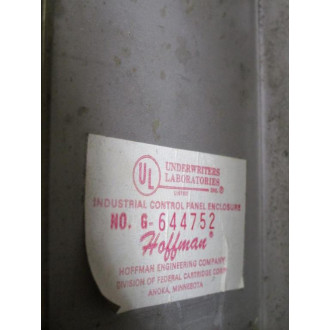 UL
UNDERWRITERS
LABORATORIES
LISTED INC. ®
INDUSTRIAL CONTROL PANEL ENCLOSURE
NO. G-644752
Hoffman®
HOFFMAN ENGINEERING COMPANY
DIVISION OF FEDERAL CARTRIDGE CORP.
ANOKA, MINNESOTA